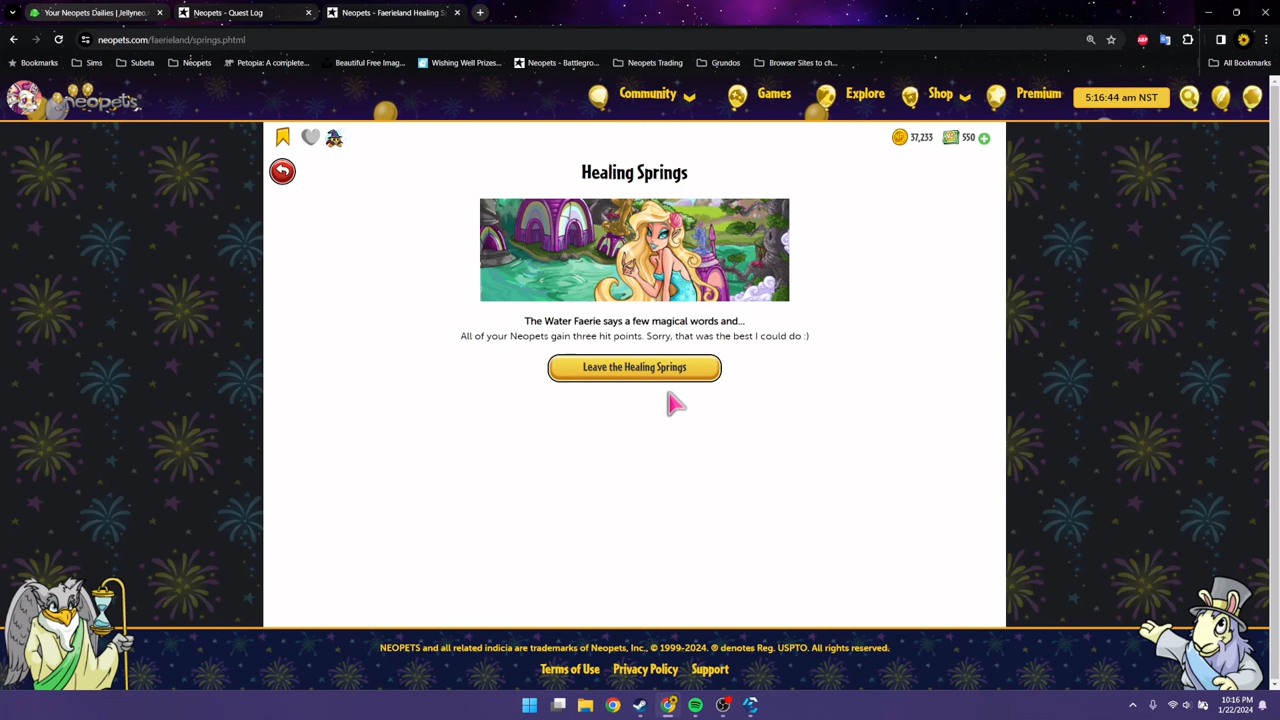 Your Neopets Dailies | Jellyneo
Neopets - Quest Log
Neopets - Faerieland Healing Sp
neopets.com/faerieland/springs.phtml
Bookmarks
Sims
Subeta
Neopets
Petopia: A complete...
Beautiful Free Imag...
Wishing Well Prizes...
Neopets - Battlegro...
Neopets Trading
Grundos
Browser Sites to ch...
All Bookmarks
neopets
Community
Games
Explore
Shop
Premium
5:16:44 am NST
37,233
550
Healing Springs
The Water Faerie says a few magical words and...
All of your Neopets gain three hit points. Sorry, that was the best I could do :)
Leave the Healing Springs
NEOPETS and all related indicia are trademarks of Neopets, Inc., © 1999-2024. ® denotes Reg. USPTO. All rights reserved.
Terms of Use Privacy Policy Support
10:16 PM
1/22/2024